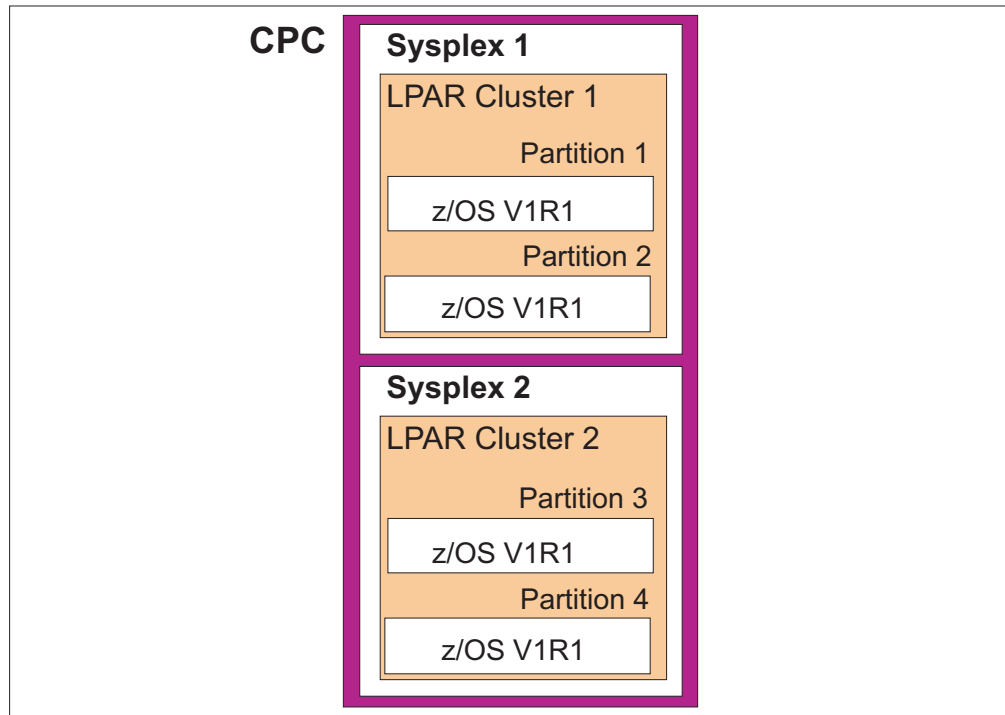 CPC
Sysplex 1
LPAR Cluster 1
Partition 1
z/OS V1R1
Partition 2
z/OS V1R1
Sysplex 2
LPAR Cluster 2
Partition 3
z/OS V1R1
Partition 4
z/OS V1R1